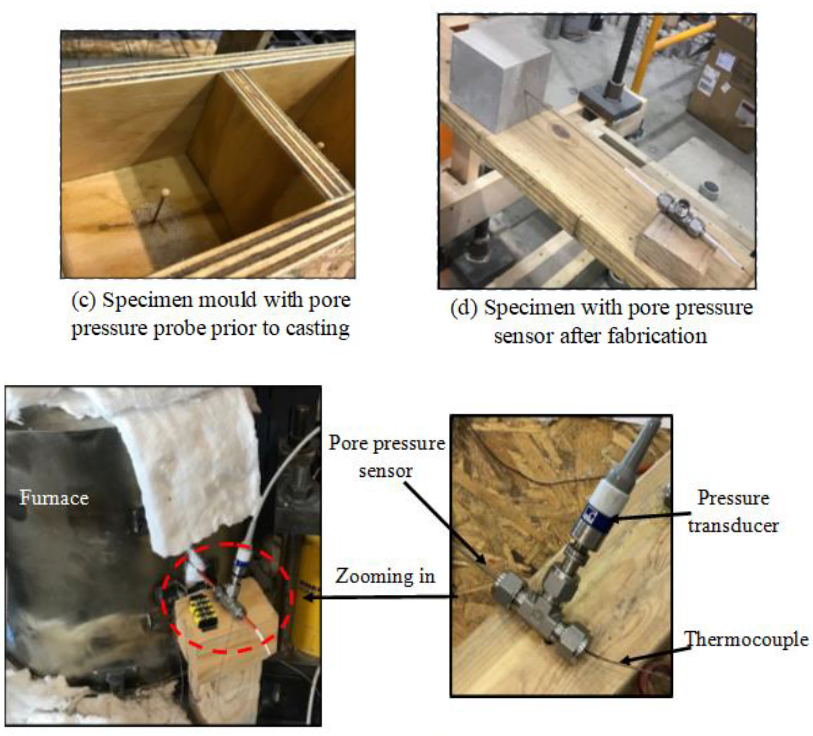 (c) Specimen mould with pore
pressure probe prior to casting
(d) Specimen with pore pressure
sensor after fabrication
Furnace
Pore pressure
sensor
Zooming in
Pressure
transducer
Thermocouple